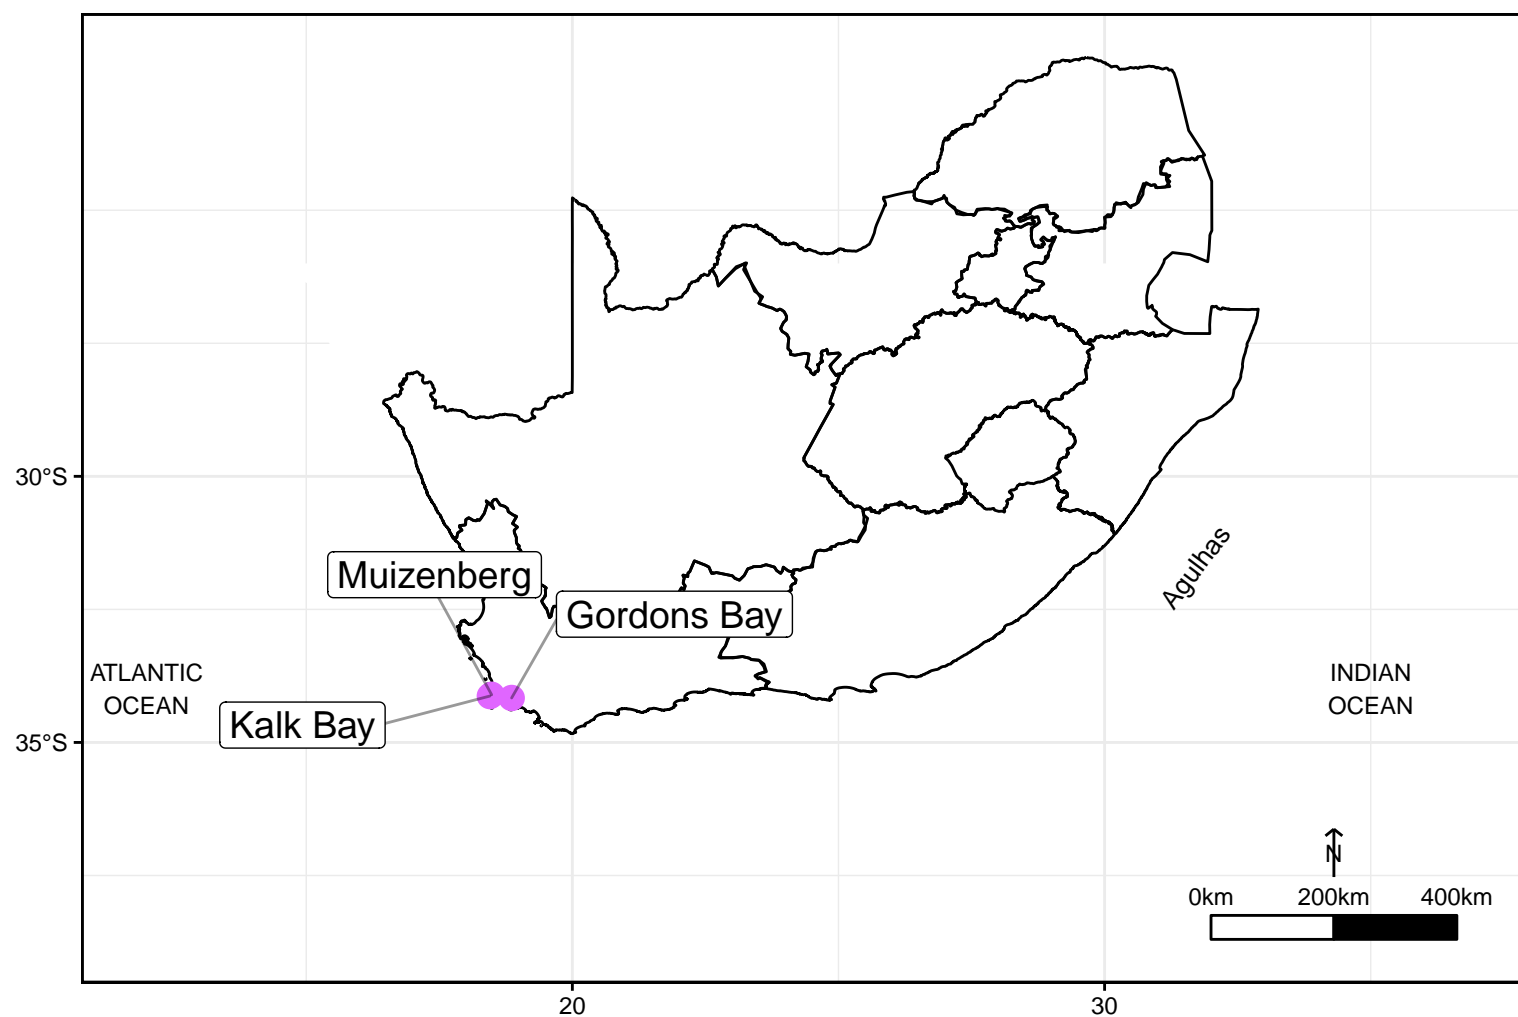 30°S
Agulhas
Muizenberg
Gordons Bay
ATLANTIC
OCEAN
INDIAN
OCEAN
Kalk Bay
35°S
N
0km 200km 400km
20 30